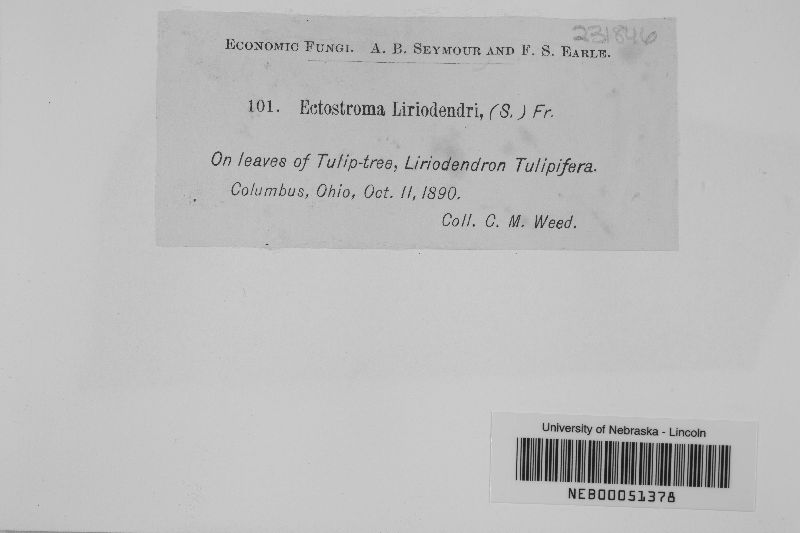 231846
Economic Fungi. A. B. Seymour and F. S. Earle.
101. Ectostroma Liriodendri, (S.) Fr.
On leaves of Tulip-tree, Liriodendron Tulipifera.
Columbus, Ohio, Oct. 11, 1890.
Coll. C. M. Weed.
University of Nebraska - Lincoln
NEB00051378